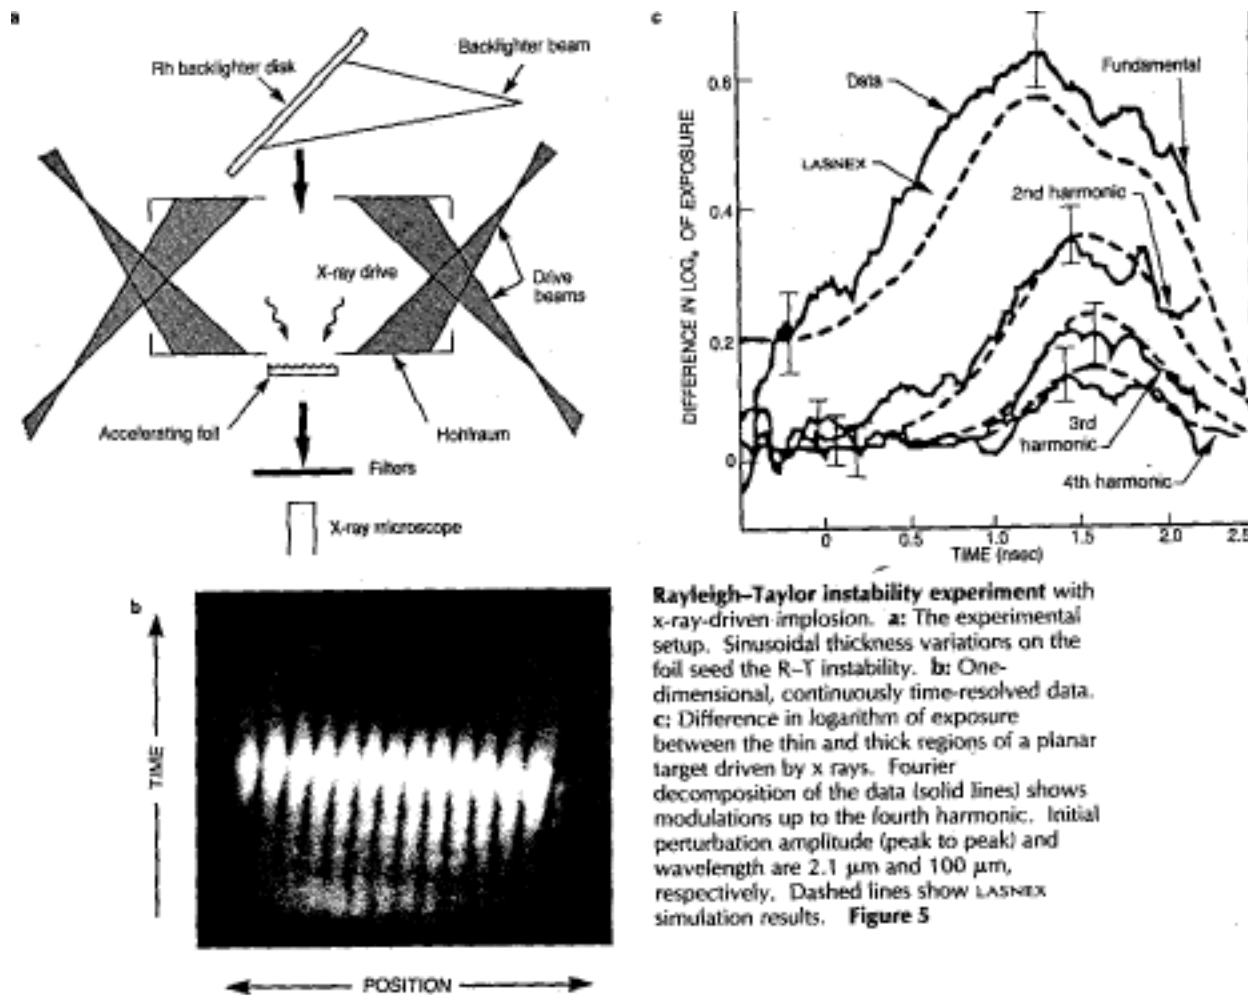 a
Rh backlighter disk
Backlighter beam
X-ray drive
Drive
beams
Accelerating foil
Hohlraum
Filters
X-ray microscope
b
TIME
POSITION
c
DIFFERENCE IN LOGe OF EXPOSURE
0.6
0.4
0.2
0
Data
LASNEX
Fundamental
2nd harmonic
3rd
harmonic
4th harmonic
0
0.5
1.0
1.5
2.0
2.5
TIME (nsec)
Rayleigh–Taylor instability experiment with
x-ray-driven implosion. a: The experimental
setup. Sinusoidal thickness variations on the
foil seed the R–T instability. b: One-
dimensional, continuously time-resolved data.
c: Difference in logarithm of exposure
between the thin and thick regions of a planar
target driven by x rays. Fourier
decomposition of the data (solid lines) shows
modulations up to the fourth harmonic. Initial
perturbation amplitude (peak to peak) and
wavelength are 2.1 μm and 100 μm,
respectively. Dashed lines show LASNEX
simulation results. Figure 5